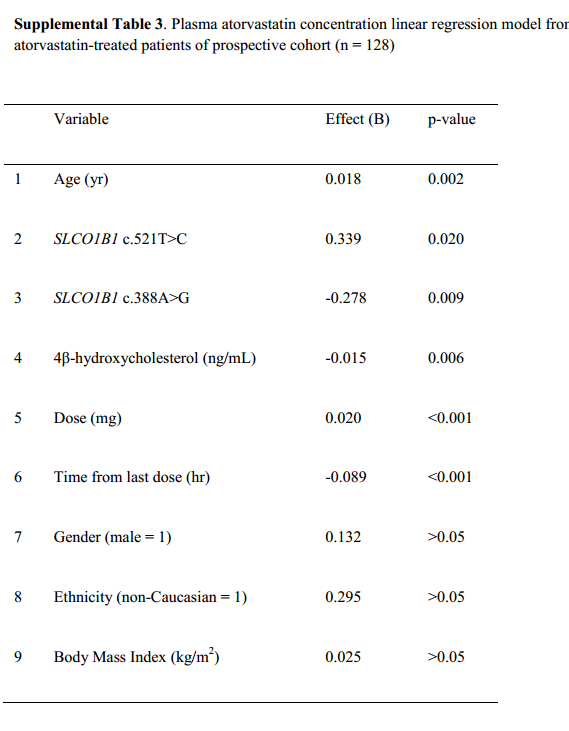 Supplemental Table 3. Plasma atorvastatin concentration linear regression model from
atorvastatin-treated patients of prospective cohort (n = 128)
Variable Effect (B) p-value
1 Age (yr) 0.018 0.002
2 SLCO1B1 c.521T>C 0.339 0.020
3 SLCO1B1 c.388A>G -0.278 0.009
4 4β-hydroxycholesterol (ng/mL) -0.015 0.006
5 Dose (mg) 0.020 <0.001
6 Time from last dose (hr) -0.089 <0.001
7 Gender (male = 1) 0.132 >0.05
8 Ethnicity (non-Caucasian = 1) 0.295 >0.05
9 Body Mass Index (kg/m²) 0.025 >0.05